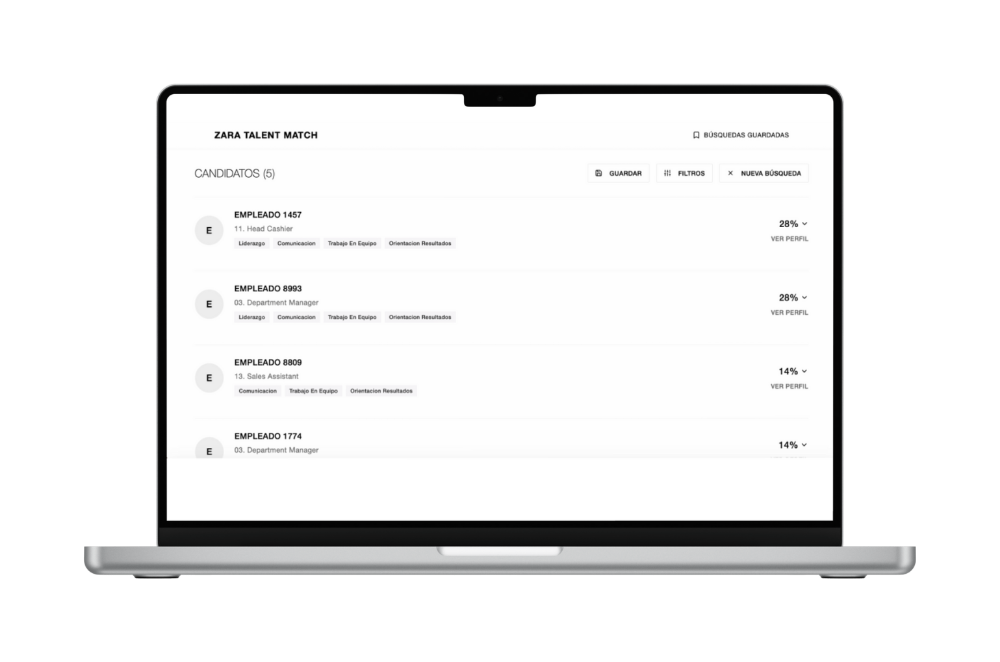 ZARA TALENT MATCH
BÚSQUEDAS GUARDADAS
CANDIDATOS (5)
GUARDAR
FILTROS
NUEVA BÚSQUEDA
E
EMPLEADO 1457
11. Head Cashier
Liderazgo Comunicacion Trabajo En Equipo Orientacion Resultados
28%
VER PERFIL
E
EMPLEADO 8993
03. Department Manager
Liderazgo Comunicacion Trabajo En Equipo Orientacion Resultados
28%
VER PERFIL
E
EMPLEADO 8809
13. Sales Assistant
Comunicacion Trabajo En Equipo Orientacion Resultados
14%
VER PERFIL
E
EMPLEADO 1774
03. Department Manager
14%